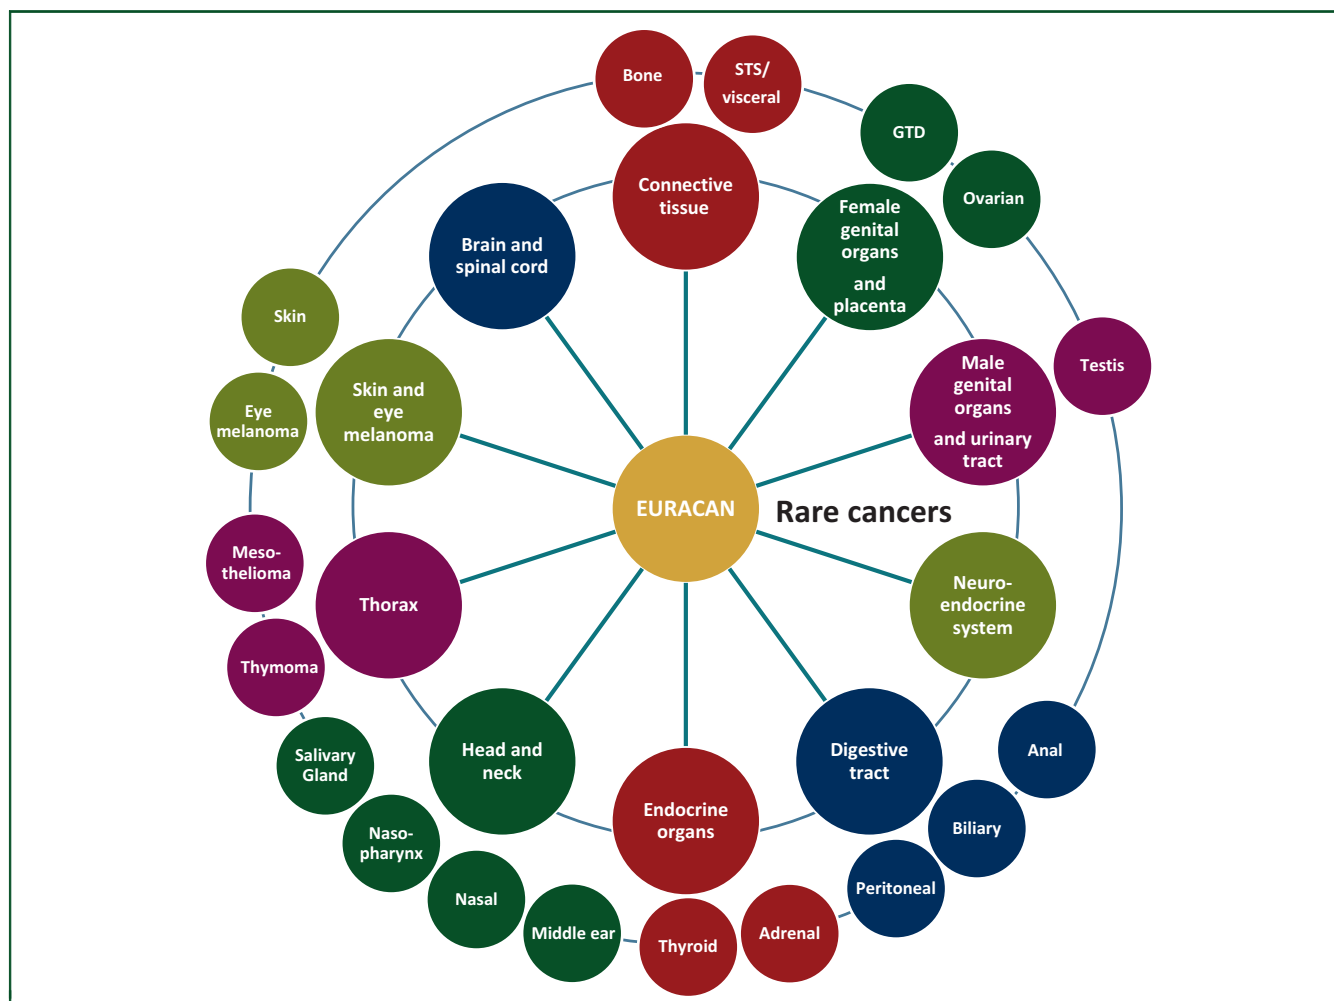 Bone
STS/
visceral
GTD
Ovarian
Connective
tissue
Female
genital
organs
and
placenta
Brain and
spinal cord
Skin
Testis
Male
genital
organs
and urinary
tract
Skin and
eye
melanoma
Eye
melanoma
EURACAN
Rare cancers
Meso-
thelioma
Thorax
Neuro-
endocrine
system
Thymoma
Salivary
Gland
Head and
neck
Digestive
tract
Anal
Endocrine
organs
Biliary
Naso-
pharynx
Peritoneal
Nasal
Middle ear
Thyroid
Adrenal